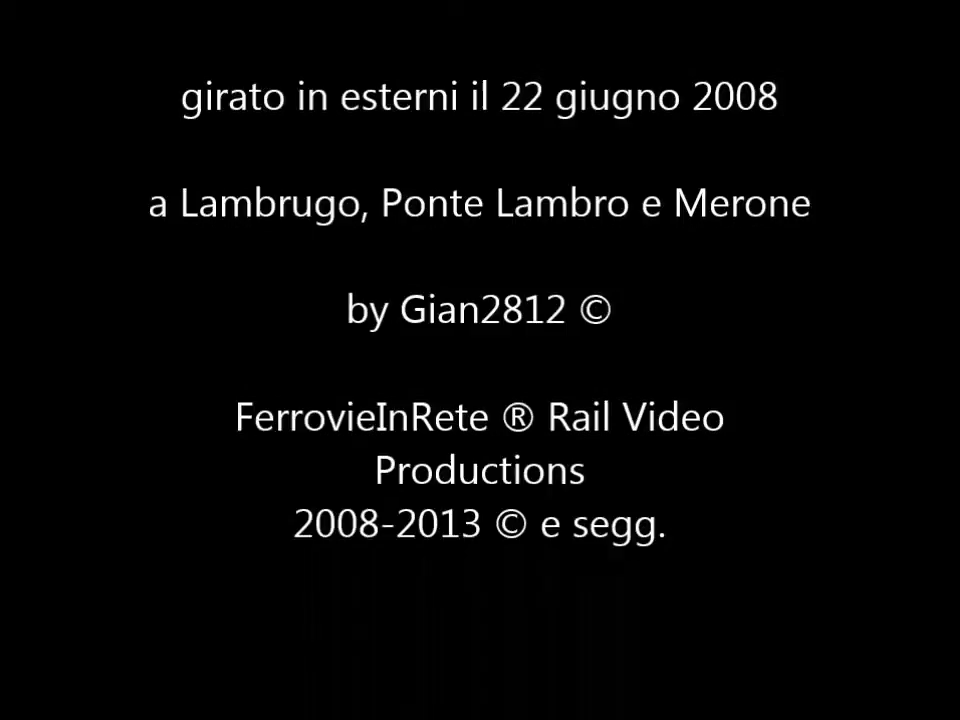 girato in esterni il 22 giugno 2008
a Lambrugo, Ponte Lambro e Merone
by Gian2812 ©
FerrovieInRete ® Rail Video
Productions
2008-2013 © e segg.